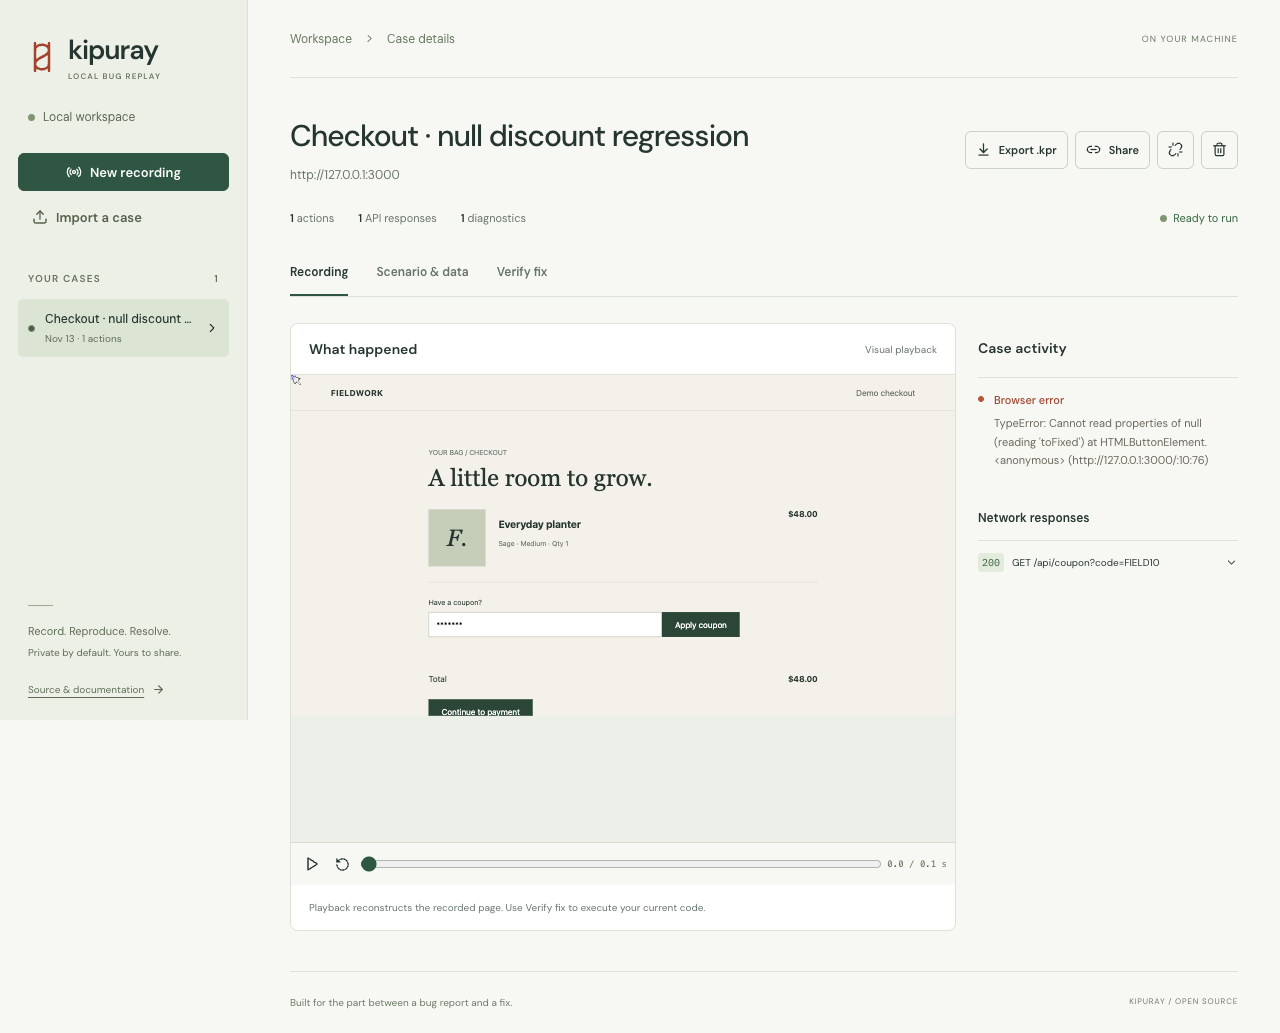 kipuray
LOCAL BUG REPLAY
Local workspace
New recording
Import a case
YOUR CASES 1
Checkout · null discount ...
Nov 13 · 1 actions
Record. Reproduce. Resolve.
Private by default. Yours to share.
Source & documentation
Workspace Case details
ON YOUR MACHINE
Checkout · null discount regression
http://127.0.0.1:3000
Export .kpr Share
1 actions 1 API responses 1 diagnostics
Ready to run
Recording Scenario & data Verify fix
What happened
Visual playback
FIELDWORK
Demo checkout
YOUR BAG / CHECKOUT
A little room to grow.
F.
Everyday planter
$48.00
Sage · Medium · Qty 1
Have a coupon?
•••••••
Apply coupon
Total $48.00
Continue to payment
0.0 / 0.1 s
Playback reconstructs the recorded page. Use Verify fix to execute your current code.
Case activity
Browser error
TypeError: Cannot read properties of null
(reading 'toFixed') at HTMLButtonElement.
<anonymous> (http://127.0.0.1:3000/:10:76)
Network responses
200 GET /api/coupon?code=FIELD10
Built for the part between a bug report and a fix.
KIPURAY / OPEN SOURCE